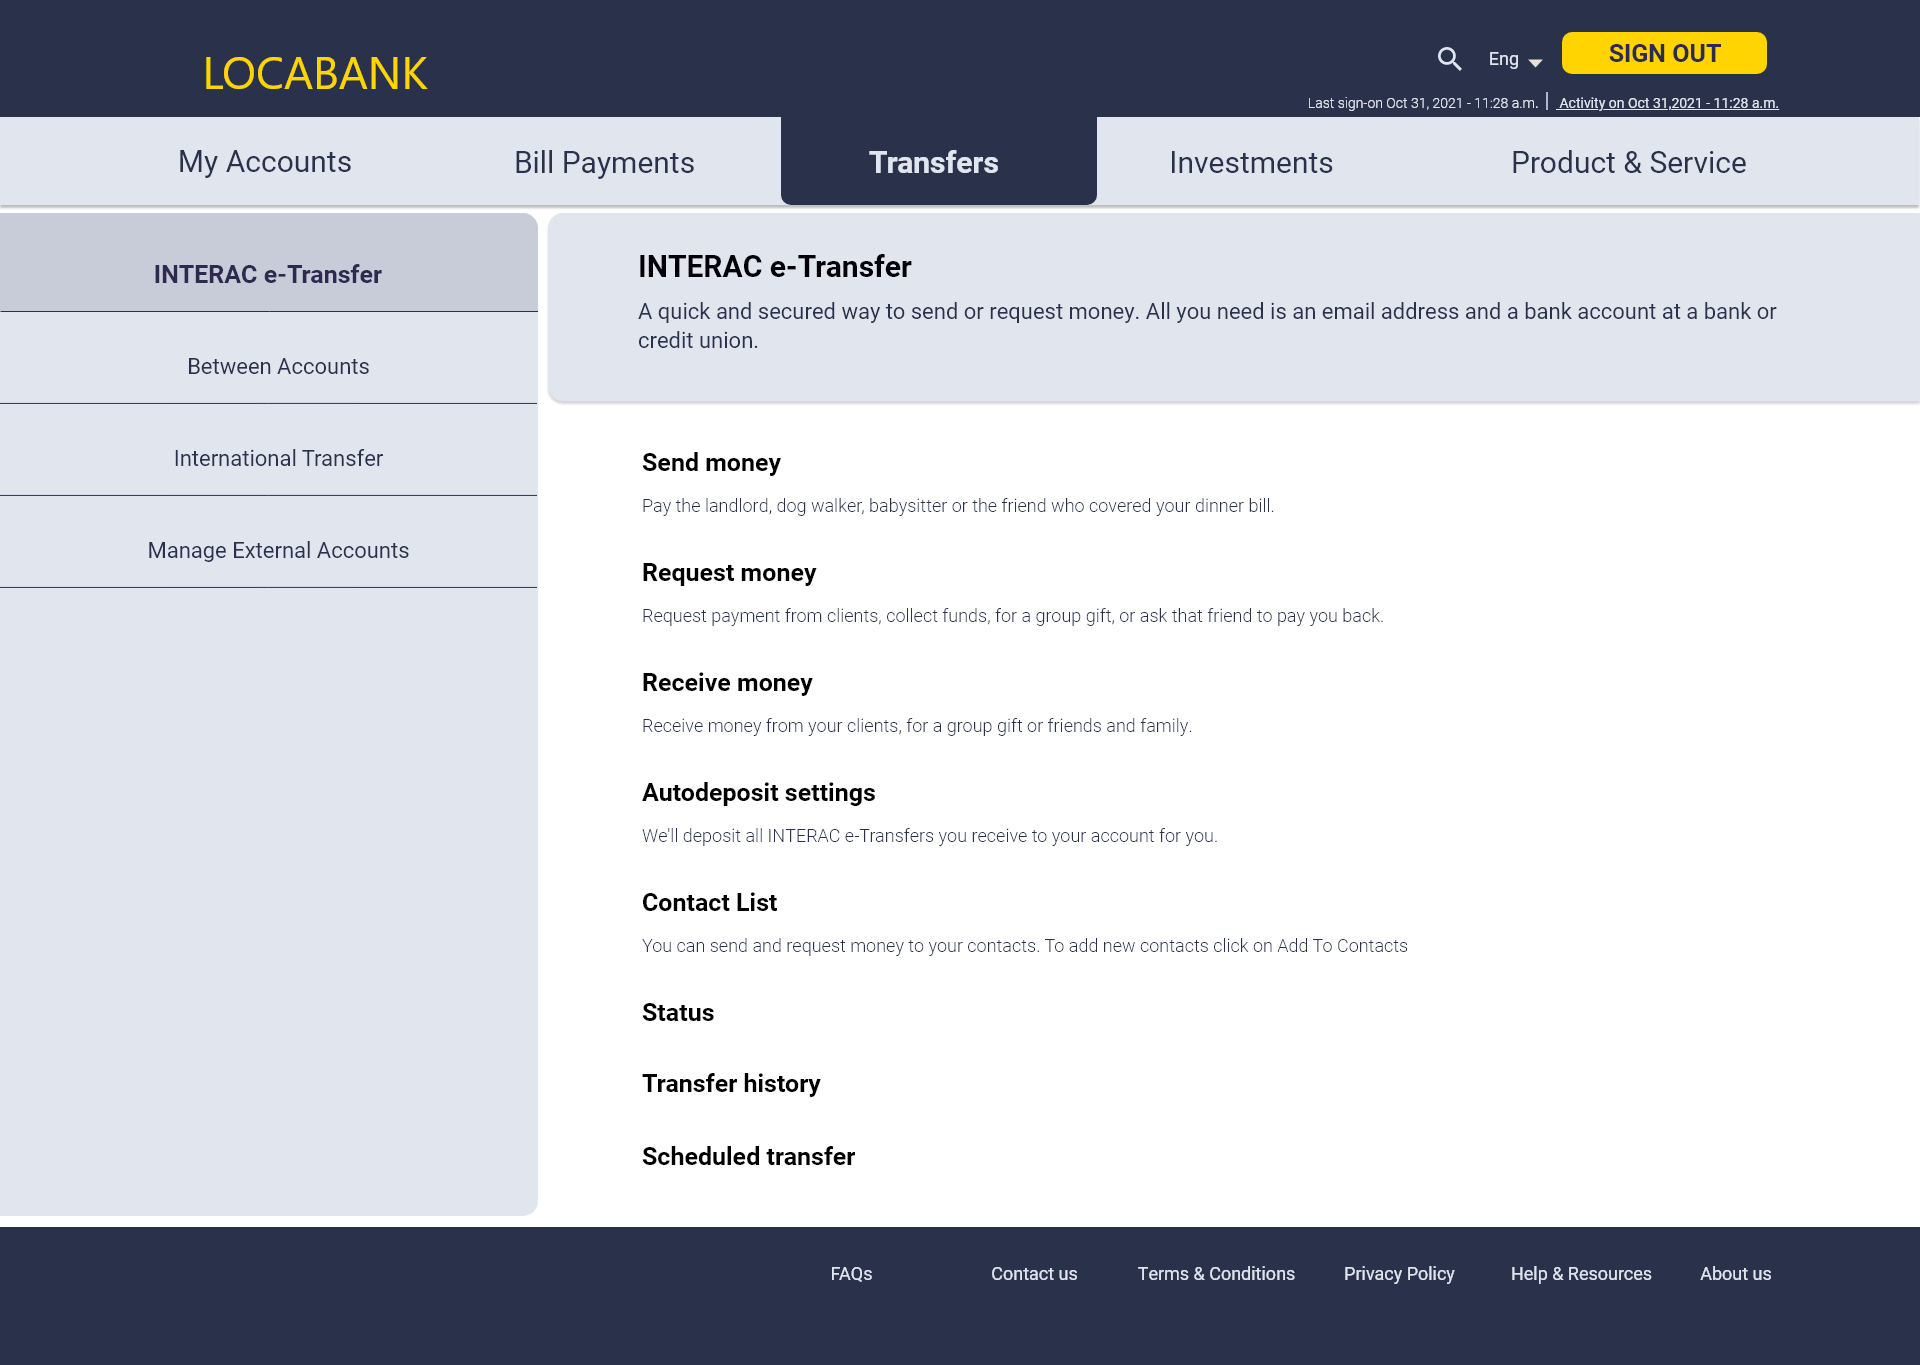 LOCABANK
Eng
SIGN OUT
Last sign-on Oct 31, 2021 - 11:28 a.m. | Activity on Oct 31,2021 - 11:28 a.m.
My Accounts
Bill Payments
Transfers
Investments
Product & Service
INTERAC e-Transfer
Between Accounts
International Transfer
Manage External Accounts
INTERAC e-Transfer
A quick and secured way to send or request money. All you need is an email address and a bank account at a bank or
credit union.
Send money
Pay the landlord, dog walker, babysitter or the friend who covered your dinner bill.
Request money
Request payment from clients, collect funds, for a group gift, or ask that friend to pay you back.
Receive money
Receive money from your clients, for a group gift or friends and family.
Autodeposit settings
We'll deposit all INTERAC e-Transfers you receive to your account for you.
Contact List
You can send and request money to your contacts. To add new contacts click on Add To Contacts
Status
Transfer history
Scheduled transfer
FAQs
Contact us
Terms & Conditions
Privacy Policy
Help & Resources
About us